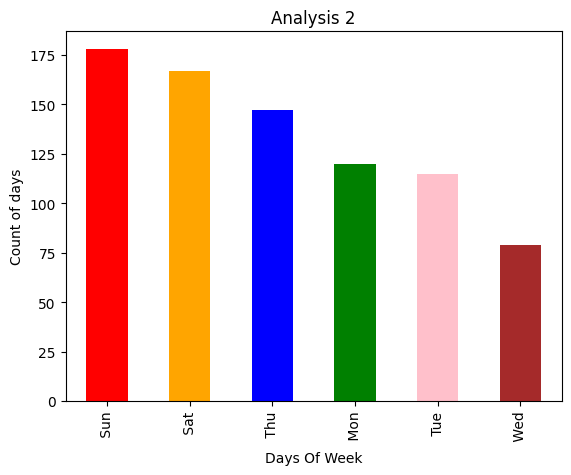 Analysis 2
Count of days
175
150
125
100
75
50
25
0
Sun
Sat
Thu
Mon
Tue
Wed
Days Of Week